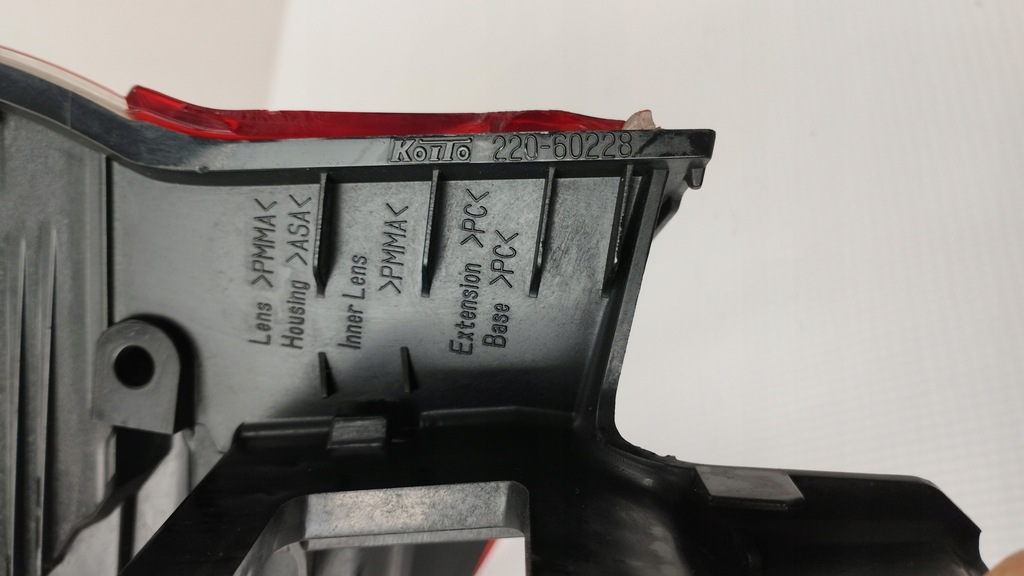 KOITO 220-60228
Lens >PMMA<
Housing >ASA<
Inner Lens
>PMMA<
Extension >PC<
Base >PC<